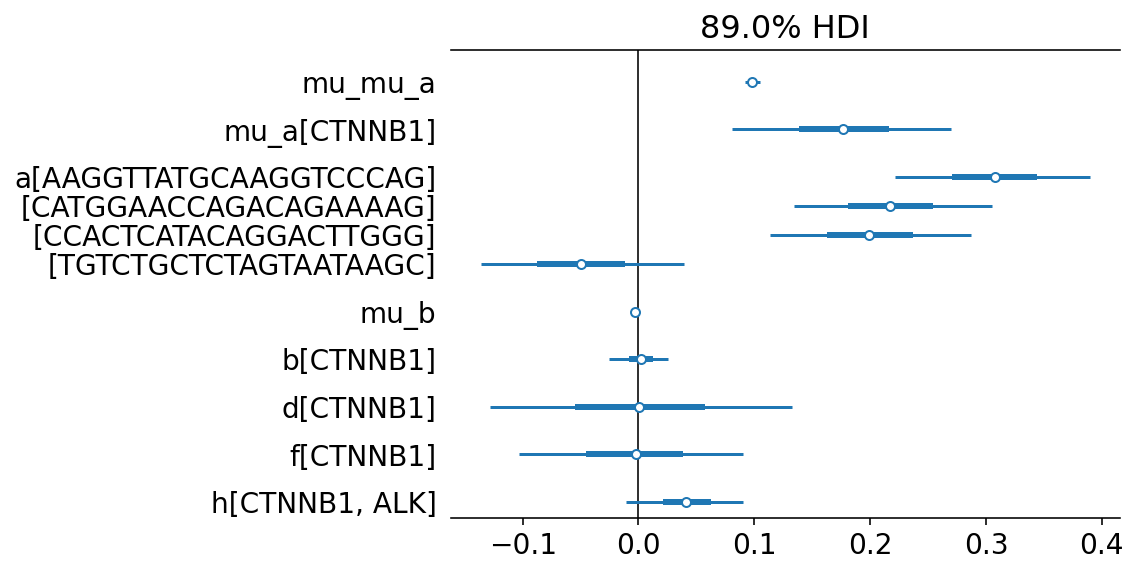 89.0% HDI
mu_mu_a
mu_a[CTNNB1]
a[AAGGTTATGCAAGGTCCCAG]
[CATGGAACCAGACAGAAAAG]
[CCACTCATACAGGACTTGGG]
[TGTCTGCTCTAGTAATAAGC]
mu_b
b[CTNNB1]
d[CTNNB1]
f[CTNNB1]
h[CTNNB1, ALK]
−0.1 0.0 0.1 0.2 0.3 0.4